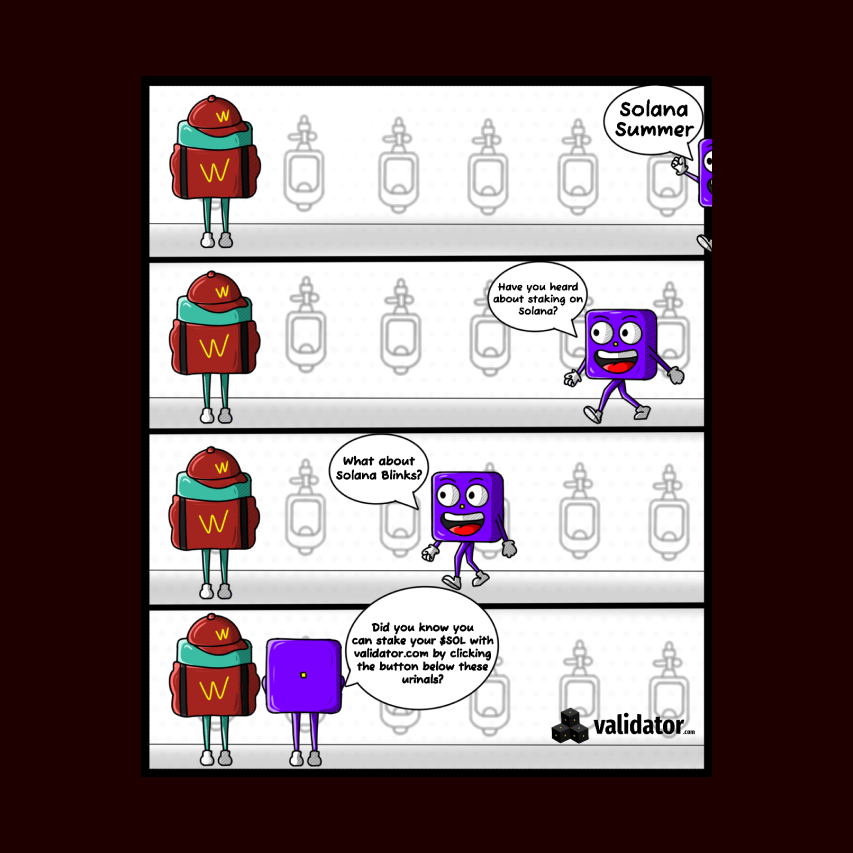 Solana
Summer
W
W
Have you heard
about staking on
Solana?
W
W
What about
Solana Blinks?
W
W
Did you know you
can stake your $SOL with
validator.com by clicking
the button below these
urinals?
W
W
validator.com